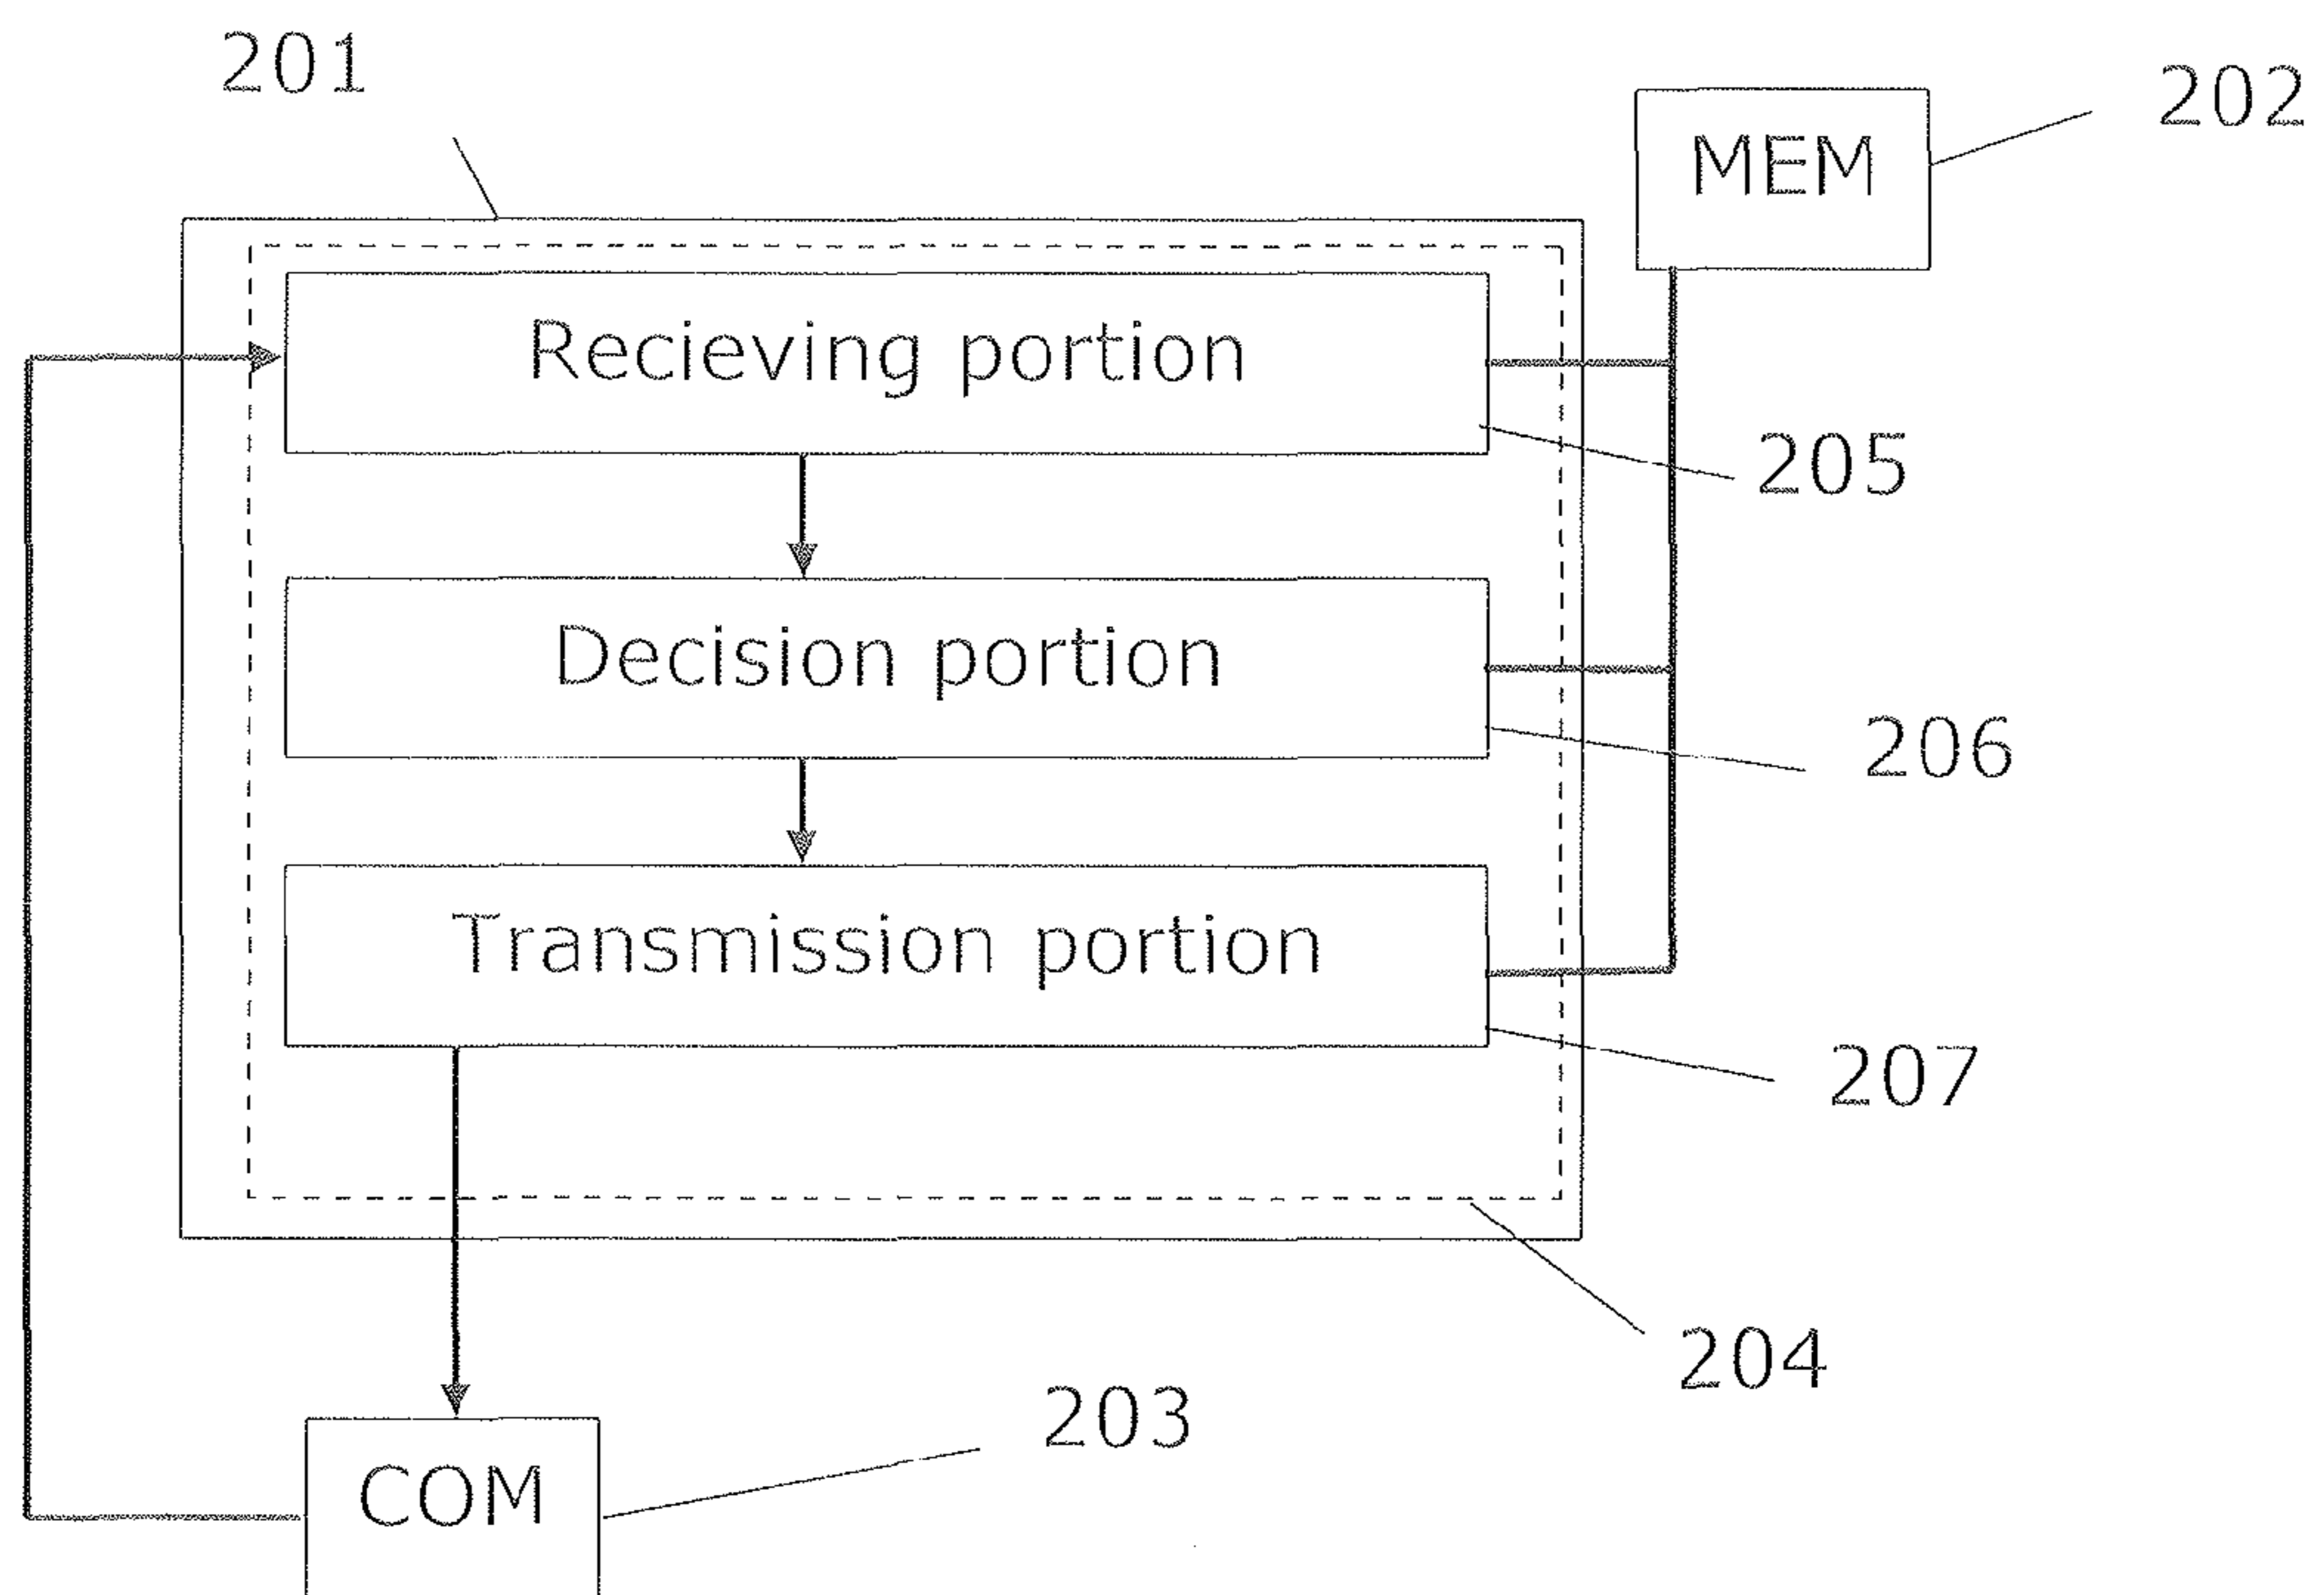 201
202
MEM
Recieving portion
205
Decision portion
206
Transmission portion
207
204
203
COM